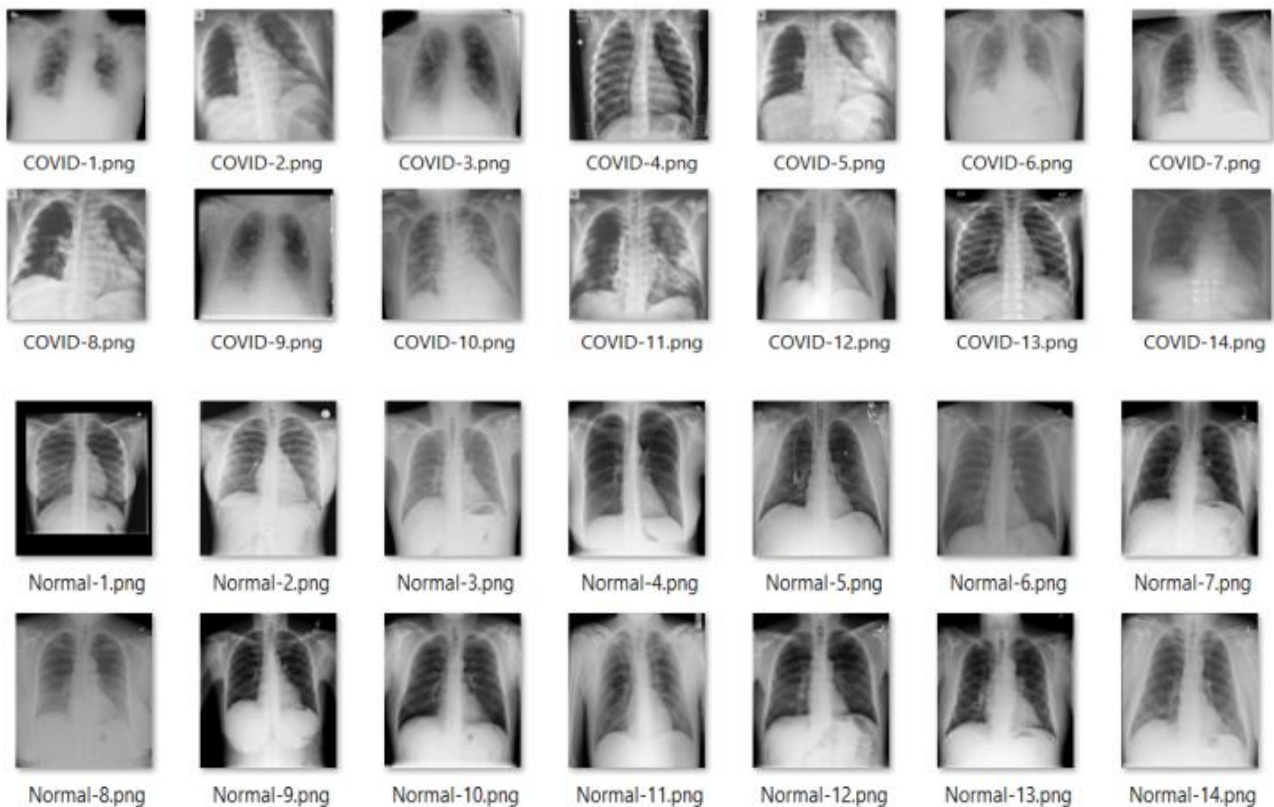 COVID-1.png COVID-2.png COVID-3.png COVID-4.png COVID-5.png COVID-6.png COVID-7.png
COVID-8.png COVID-9.png COVID-10.png COVID-11.png COVID-12.png COVID-13.png COVID-14.png
Normal-1.png Normal-2.png Normal-3.png Normal-4.png Normal-5.png Normal-6.png Normal-7.png
Normal-8.png Normal-9.png Normal-10.png Normal-11.png Normal-12.png Normal-13.png Normal-14.png